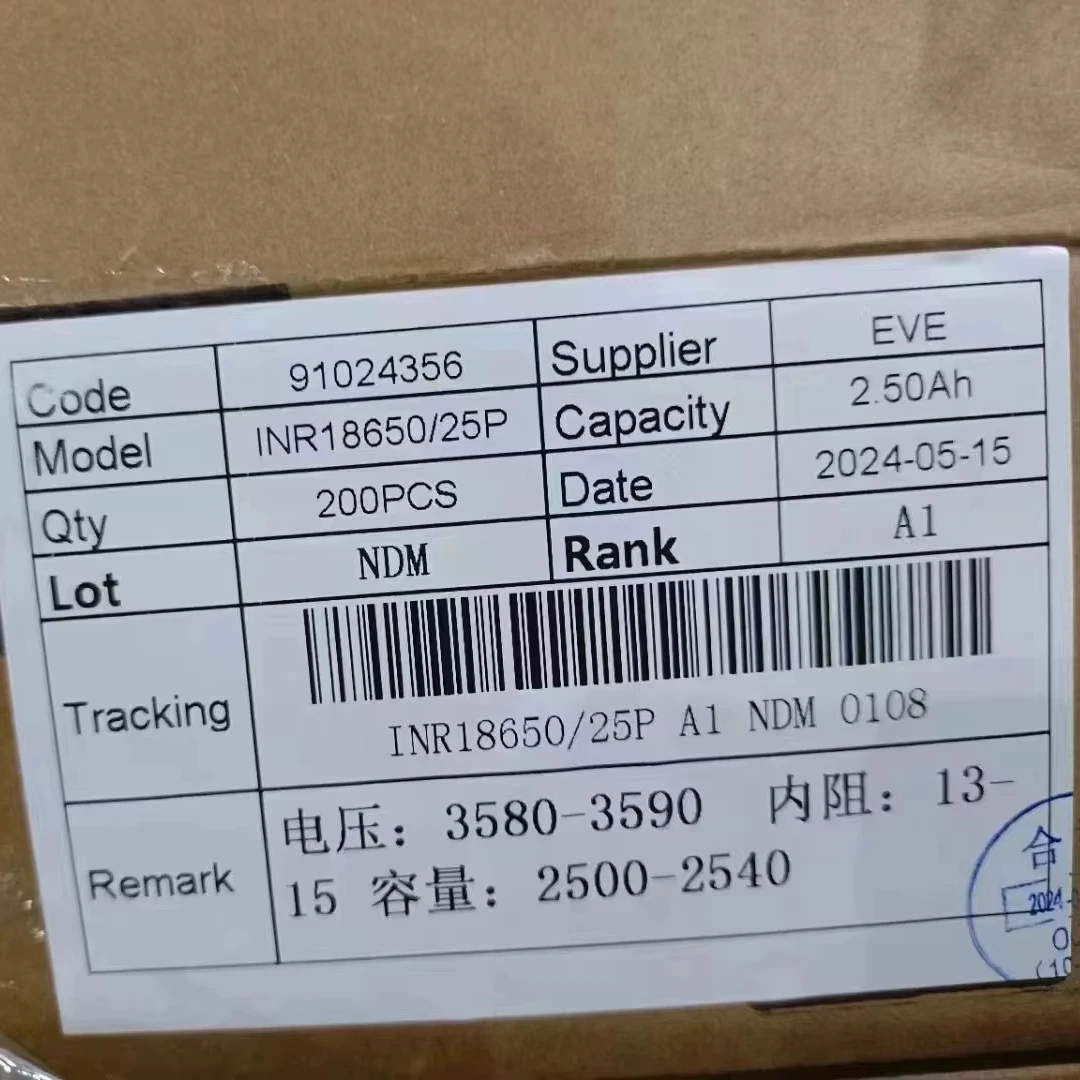 Code 91024356 Supplier EVE
Model INR18650/25P Capacity 2.50Ah
Qty 200PCS Date 2024-05-15
Lot NDM Rank A1
Tracking
INR18650/25P A1 NDM 0108
Remark
电压：3580-3590 内阻：13-
15 容量：2500-2540
合
2024-